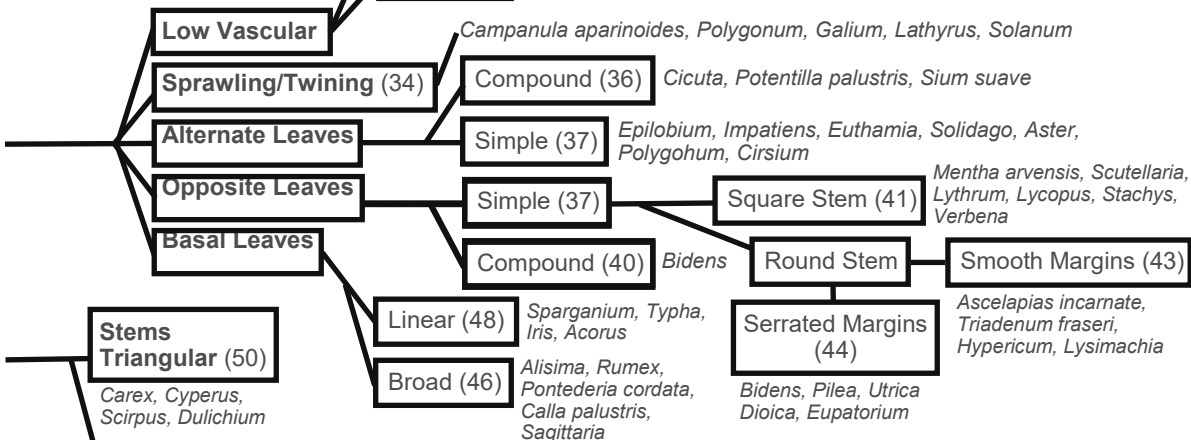 Low Vascular
Campanula aparinoides, Polygonum, Galium, Lathyrus, Solanum
Sprawling/Twining (34)
Compound (36)
Cicuta, Potentilla palustris, Sium suave
Alternate Leaves
Simple (37)
Epilobium, Impatiens, Euthamia, Solidago, Aster,
Polygohum, Cirsium
Opposite Leaves
Simple (37)
Square Stem (41)
Mentha arvensis, Scutellaria,
Lythrum, Lycopus, Stachys,
Verbena
Basal Leaves
Compound (40)
Bidens
Round Stem
Smooth Margins (43)
Ascelapias incarnate,
Triadenum fraseri,
Hypericum, Lysimachia
Linear (48)
Sparganium, Typha,
Iris, Acorus
Serrated Margins
(44)
Bidens, Pilea, Utrica
Dioica, Eupatorium
Stems
Triangular (50)
Carex, Cyperus,
Scirpus, Dulichium
Broad (46)
Alisima, Rumex,
Pontederia cordata,
Calla palustris,
Sagittaria